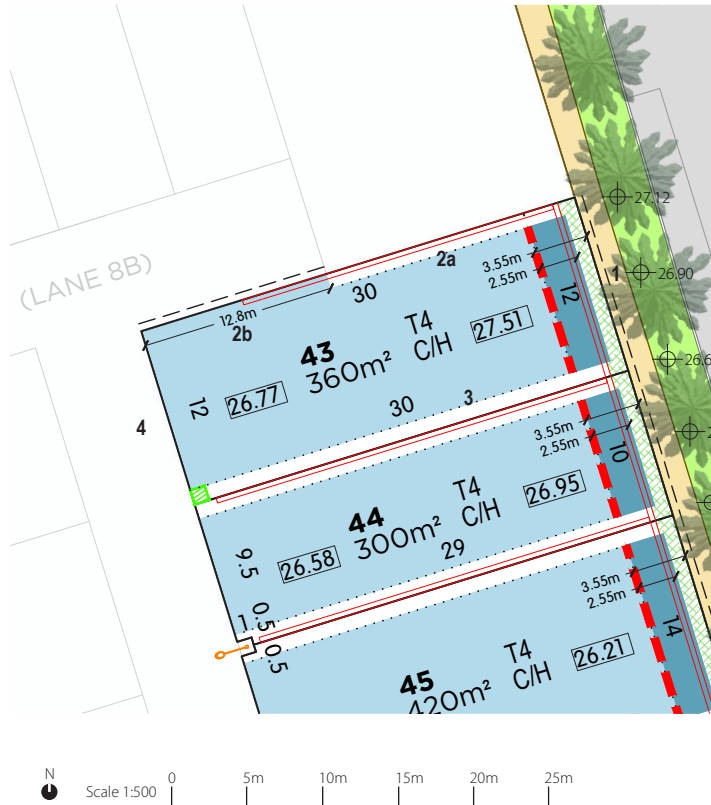 27.12
2a
3.55m
2.55m
1
26.90
(LANE 8B)
30
12
12.8m
2b
T4
C/H
27.51
43
360m²
12
26.77
30
3
4
3.55m
2.55m
10
T4
C/H
26.95
44
300m²
29
9.5
26.58
3.55m
2.55m
1
0.5
0.5
14
T4
C/H
26.21
45
420m²
N
Scale 1:500
0
5m
10m
15m
20m
25m